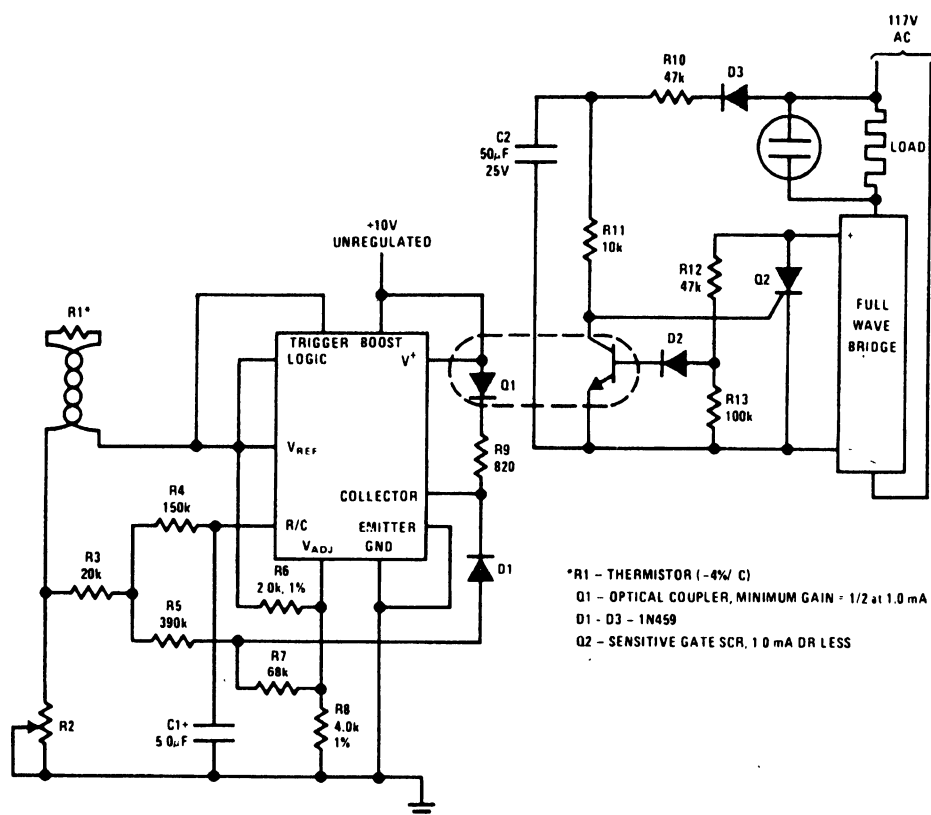 117V
AC
R10
47k
D3
C2
50µF
25V
LOAD
+10V
UNREGULATED
R11
10k
R12
47k
Q2
+
FULL
WAVE
BRIDGE
-
R1*
TRIGGER BOOST
LOGIC
V+
Q1
D2
R13
100k
VREF
R9
820
R4
150k
COLLECTOR
R/C
EMITTER
VADJ
GND
R3
20k
R6
2.0k, 1%
D1
R5
390k
R7
68k
R2
C1+
5.0µF
R8
4.0k
1%
*R1 – THERMISTOR (-4%/ C)
Q1 – OPTICAL COUPLER, MINIMUM GAIN = 1/2 at 1.0 mA
D1 - D3 – 1N459
Q2 – SENSITIVE GATE SCR, 1 0 mA OR LESS